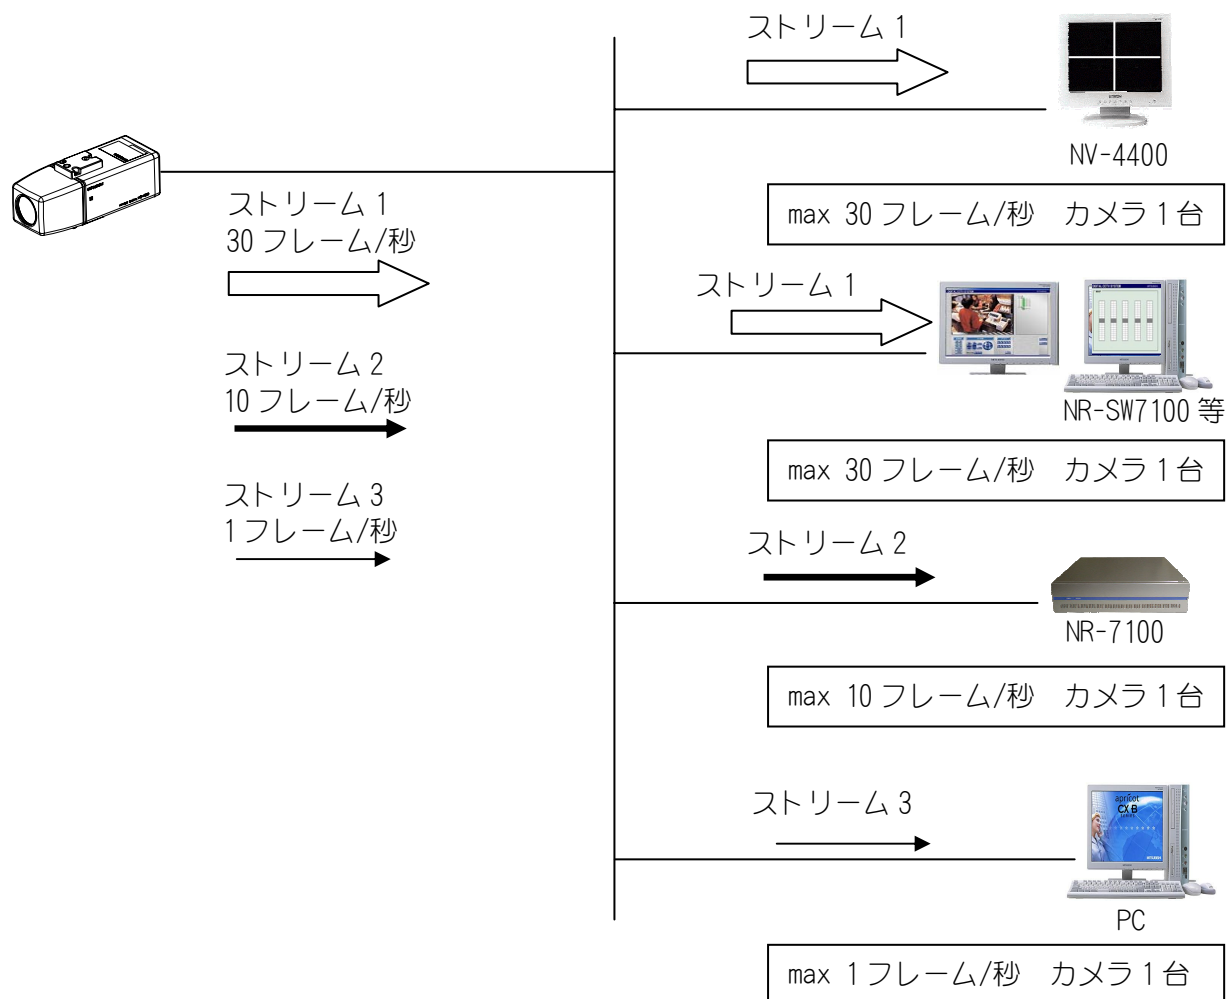 ストリーム 1
NV-4400
max 30 フレーム/秒 カメラ 1 台
ストリーム 1
30 フレーム/秒
ストリーム 1
NR-SW7100 等
max 30 フレーム/秒 カメラ 1 台
ストリーム 2
10 フレーム/秒
ストリーム 3
1 フレーム/秒
ストリーム 2
NR-7100
max 10 フレーム/秒 カメラ 1 台
ストリーム 3
apricot
CX B
PC
max 1 フレーム/秒 カメラ 1 台